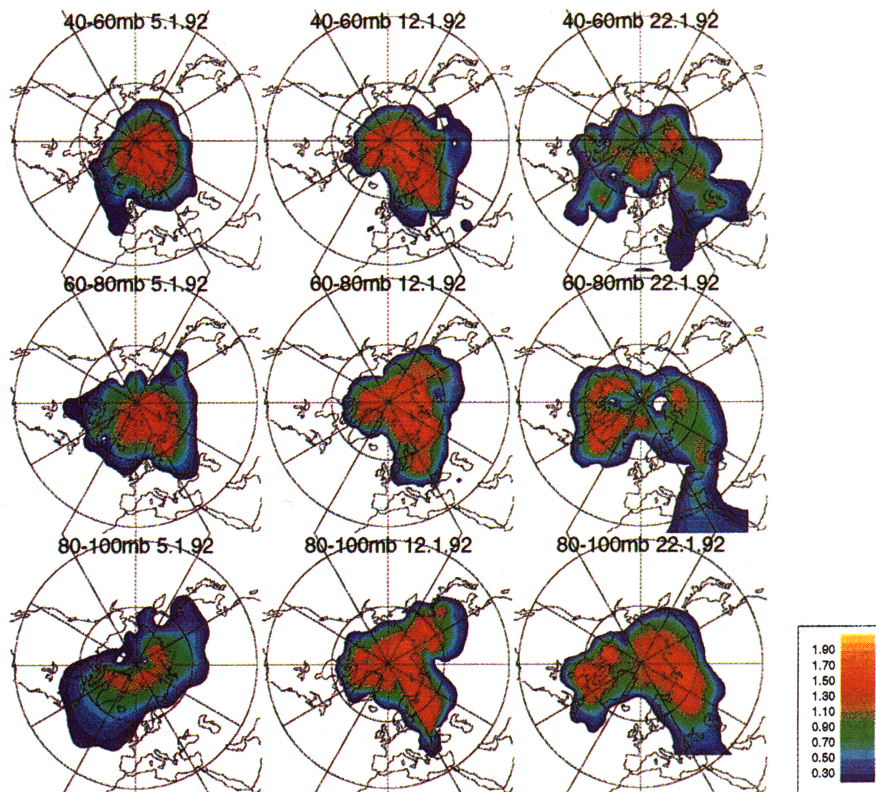 40-60mb 5.1.92
40-60mb 12.1.92
40-60mb 22.1.92
60-80mb 5.1.92
60-80mb 12.1.92
60-80mb 22.1.92
80-100mb 5.1.92
80-100mb 12.1.92
80-100mb 22.1.92
1.90
1.70
1.50
1.30
1.10
0.90
0.70
0.50
0.30